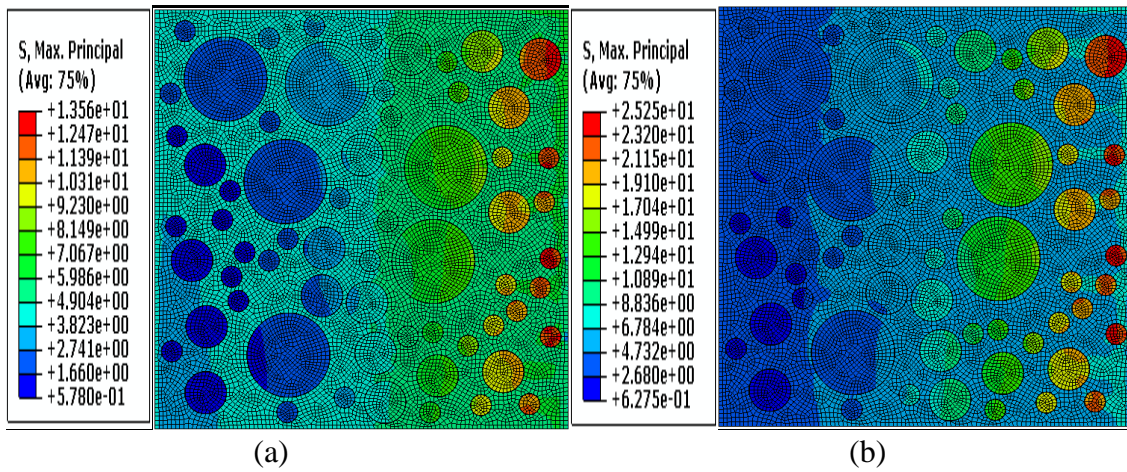 S, Max. Principal
(Avg: 75%)
+1.356e+01
+1.247e+01
+1.139e+01
+1.031e+01
+9.230e+00
+8.149e+00
+7.067e+00
+5.986e+00
+4.904e+00
+3.823e+00
+2.741e+00
+1.660e+00
+5.780e-01
S, Max. Principal
(Avg: 75%)
+2.525e+01
+2.320e+01
+2.115e+01
+1.910e+01
+1.704e+01
+1.499e+01
+1.294e+01
+1.089e+01
+8.836e+00
+6.784e+00
+4.732e+00
+2.680e+00
+6.275e-01
(a)
(b)